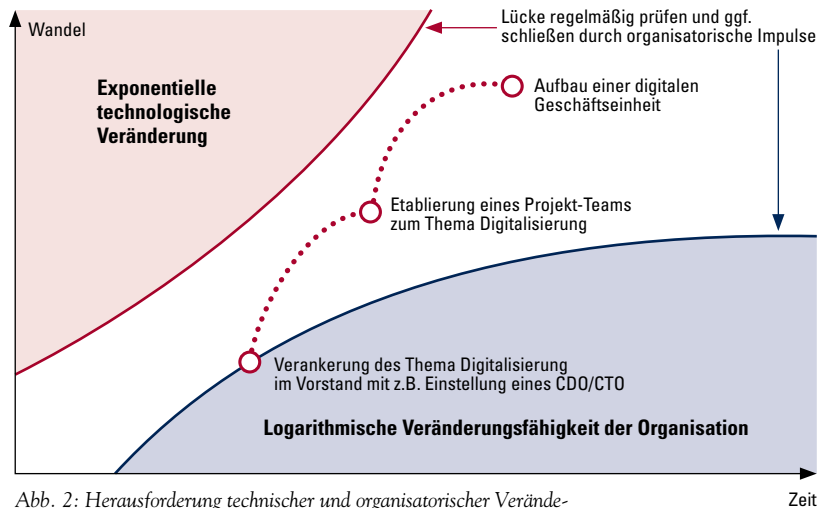 Wandel
Lücke regelmäßig prüfen und ggf.
schließen durch organisatorische Impulse
Exponentielle
technologische
Veränderung
Aufbau einer digitalen
Geschäftseinheit
Etablierung eines Projekt-Teams
zum Thema Digitalisierung
Verankerung des Thema Digitalisierung
im Vorstand mit z.B. Einstellung eines CDO/CTO
Logarithmische Veränderungsfähigkeit der Organisation
Zeit
Abb. 2: Herausforderung technischer und organisatorischer Verände-